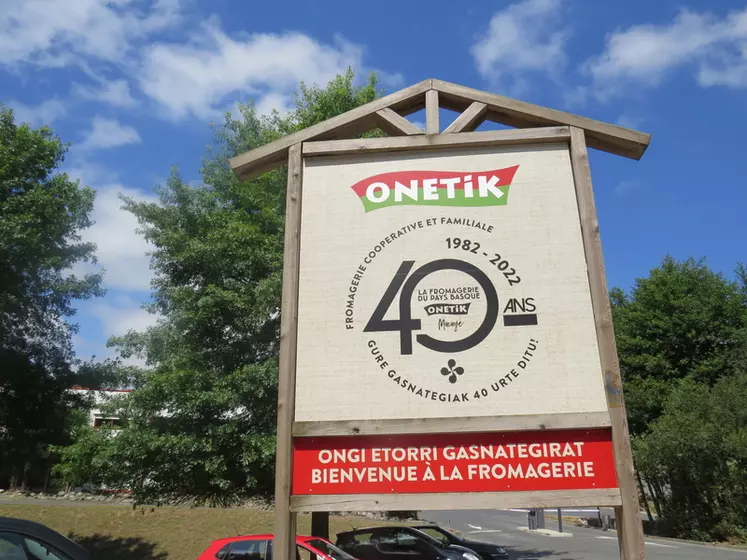 ONETIK
FROMAGERIE COOPERATIVE ET FAMILIALE
1982 - 2022
40 ANS
LA FROMAGERIE
DU PAYS BASQUE
ONETIK
Macaye
GURE GASNATEGIAK 40 URTE DITU!
ONGI ETORRI GASNATEGIRAT
BIENVENUE À LA FROMAGERIE